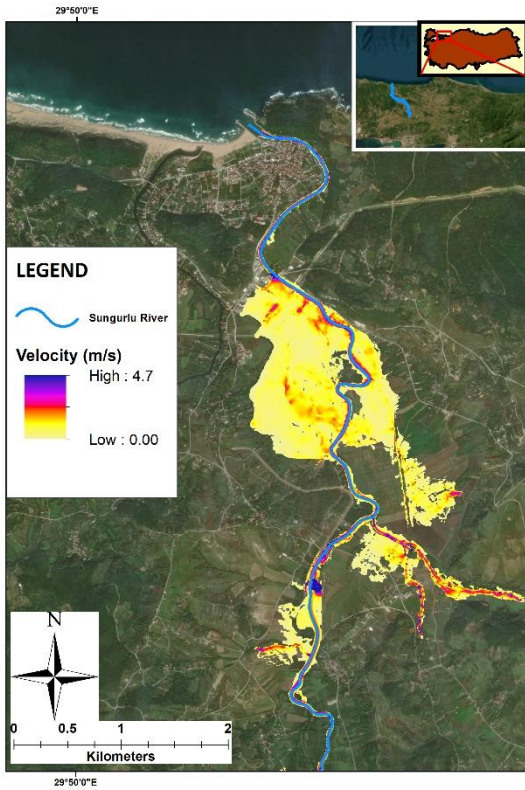 29°50'0"E
LEGEND
Sungurlu River
Velocity (m/s)
High : 4.7
Low : 0.00
N
0 0.5 1 2
Kilometers
29°50'0"E